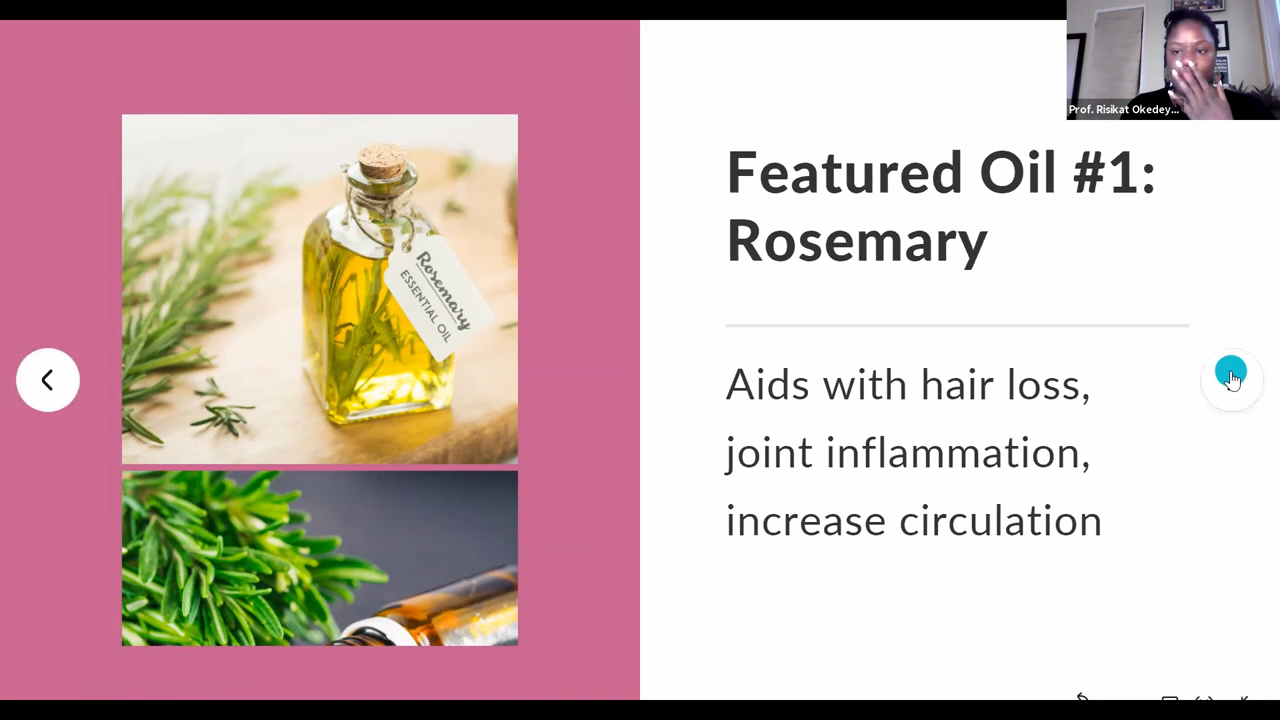 Prof. Risikat Okedey...
Featured Oil #1:
Rosemary
Aids with hair loss,
joint inflammation,
increase circulation
Rosemary
ESSENTIAL OIL